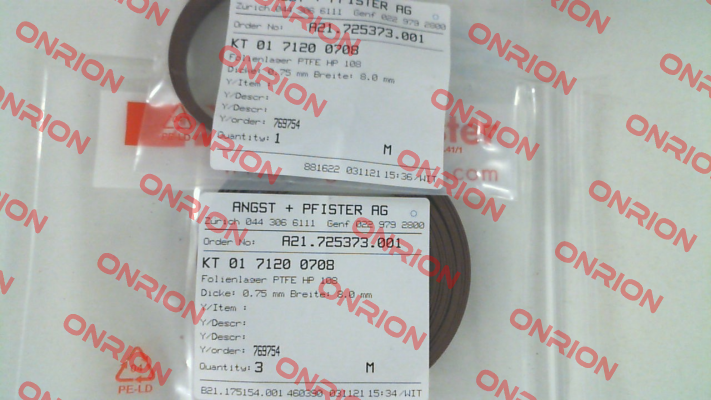 + PFISTER AG
Zurich 044 306 6111 Genf 022 979 2800
Order No: A21.725373.001
KT 01 7120 0708
Folienlager PTFE HP 108
Dicke: 0,75 mm Breite: 8.0 mm
Y/Item :
Y/Descr:
Y/Descr:
Y/order: 769754
Quantity: 1 M
881622 031121 15:36/WIT
ANGST + PFISTER AG
Zurich 044 306 6111 Genf 022 979 2800
Order No: A21.725373.001
KT 01 7120 0708
Folienlager PTFE HP 108
Dicke: 0,75 mm Breite: 8.0 mm
Y/Item :
Y/Descr:
Y/Descr:
Y/order: 769754
Quantity: 3 M
821.175154.001 460390 031121 15:34/WIT
04
PE-LD
ONRION